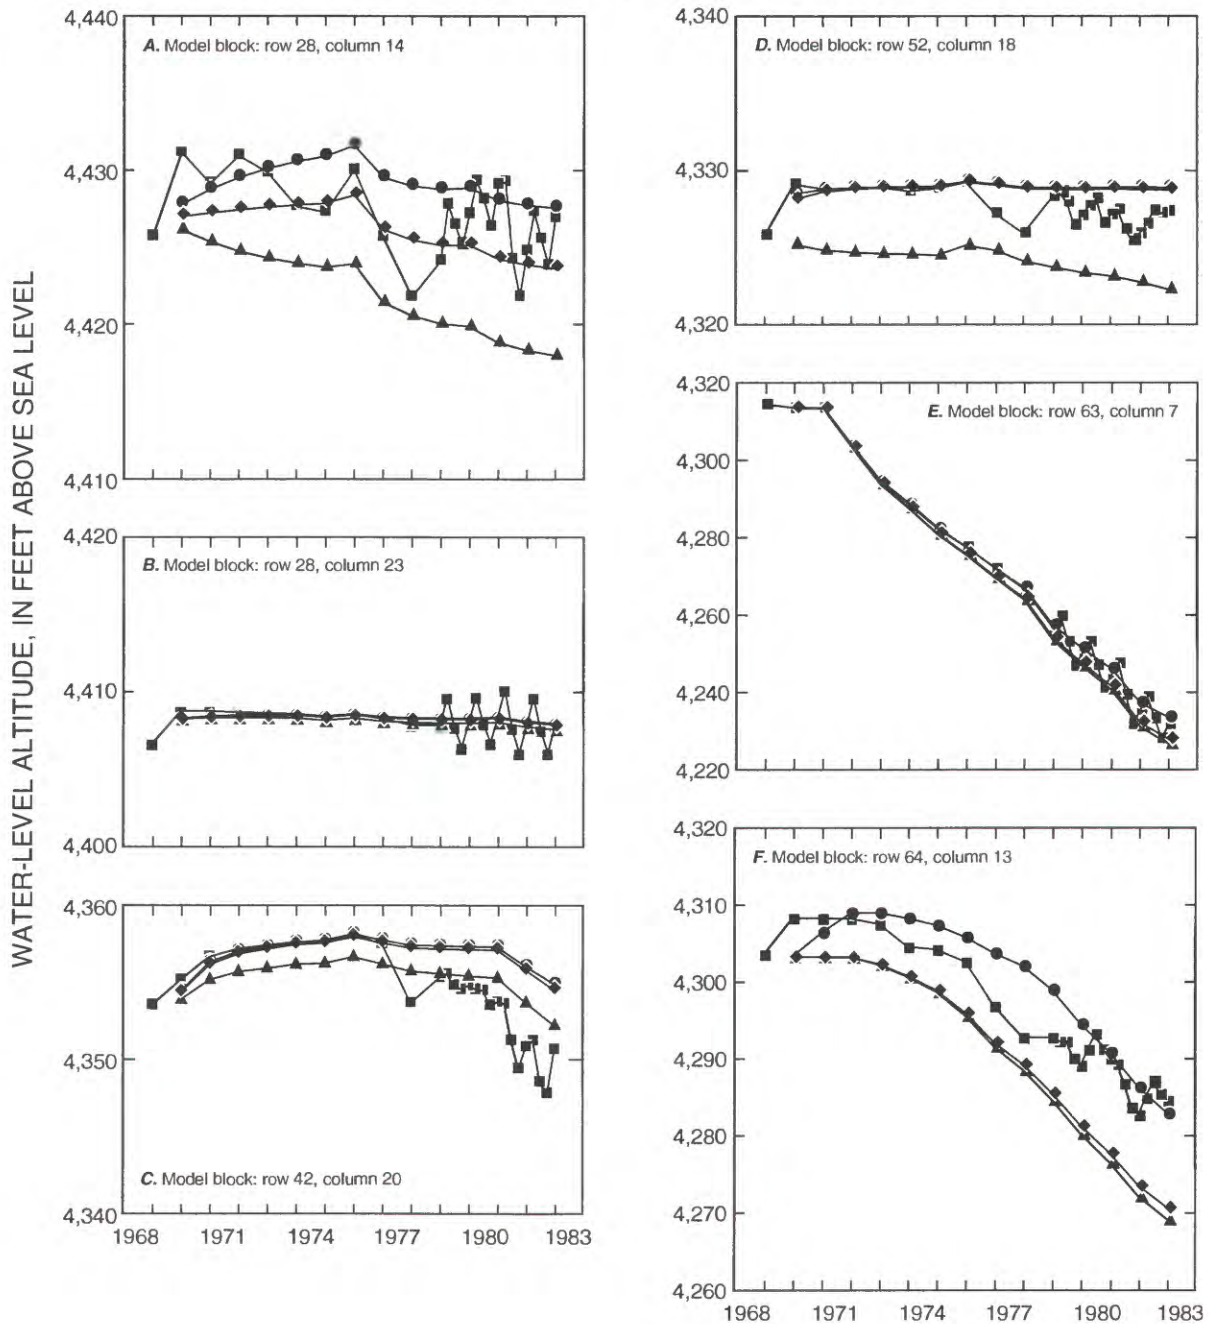 WATER-LEVEL ALTITUDE, IN FEET ABOVE SEA LEVEL
A. Model block: row 28, column 14
4,440
4,430
4,420
4,410
B. Model block: row 28, column 23
4,420
4,410
4,400
C. Model block: row 42, column 20
4,360
4,350
4,340
1968 1971 1974 1977 1980 1983
D. Model block: row 52, column 18
4,340
4,330
4,320
E. Model block: row 63, column 7
4,320
4,300
4,280
4,260
4,240
4,220
F. Model block: row 64, column 13
4,320
4,310
4,300
4,290
4,280
4,270
4,260
1968 1971 1974 1977 1980 1983